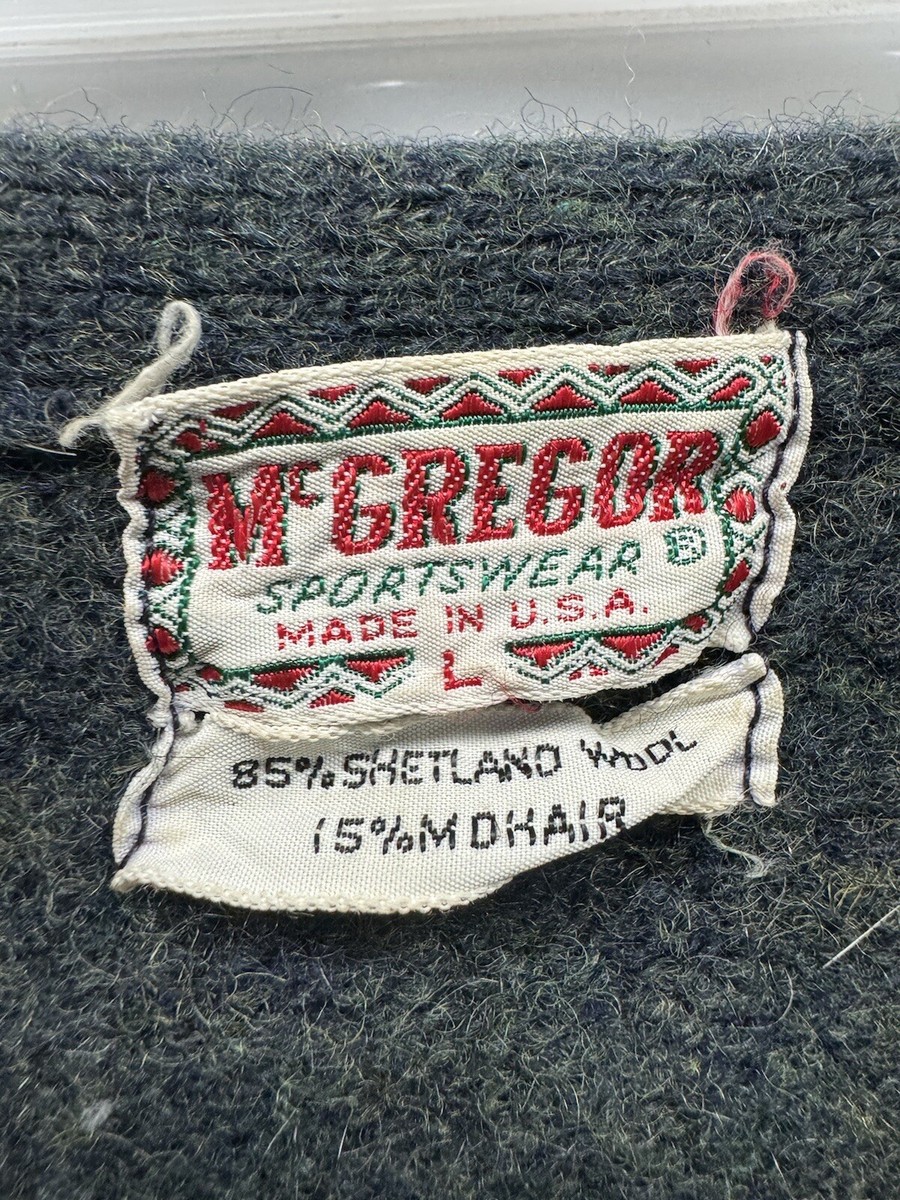 McGREGOR
SPORTSWEAR
MADE IN U.S.A.
L
85% SHETLAND WOOL
15% MOHAIR